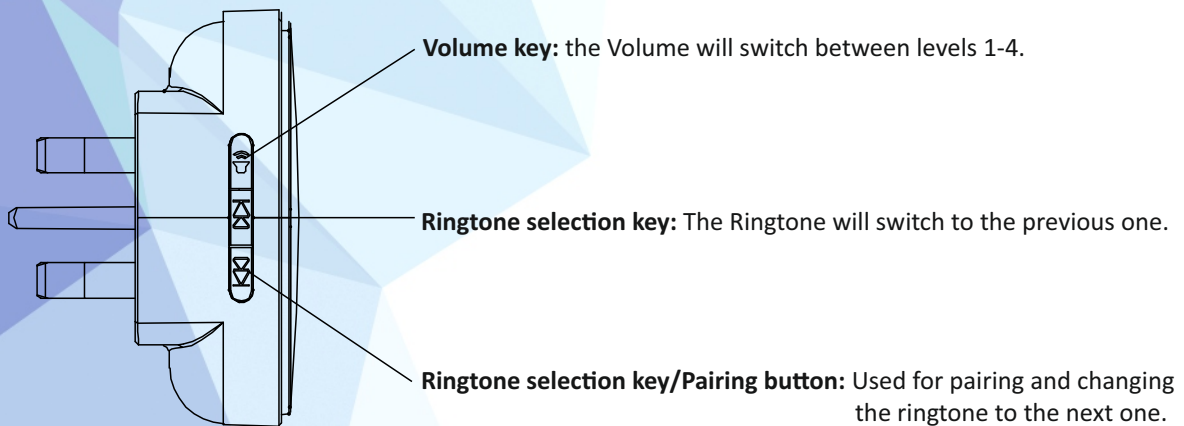 Volume key: the Volume will switch between levels 1-4.
Ringtone selection key: The Ringtone will switch to the previous one.
Ringtone selection key/Pairing button: Used for pairing and changing
the ringtone to the next one.